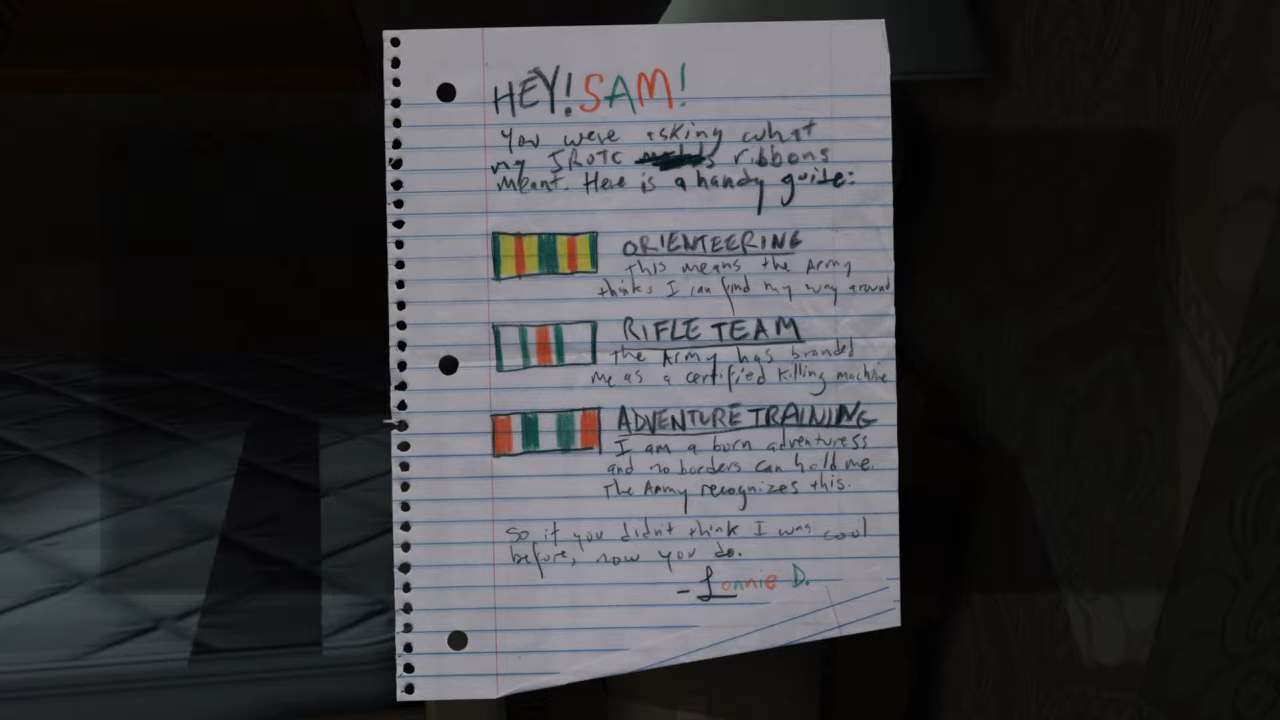 HEY! SAM!
You were asking what
my JROTC ribbons
meant. Here is a handy guide:
ORIENTEERING
This means the Army
thinks I can find my way around
RIFLE TEAM
The Army has branded
me as a certified killing machine
ADVENTURE TRAINING
I am a born adventuress
and no borders can hold me.
The Army recognizes this.
So if you didn't think I was cool
before, now you do.
- Lonnie D.